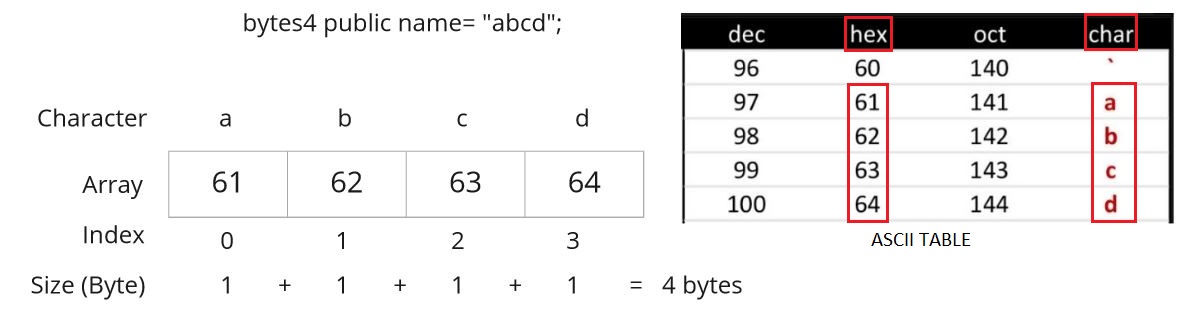 bytes4 public name= "abcd";
Character a b c d
Array 61 62 63 64
Index 0 1 2 3
Size (Byte) 1 + 1 + 1 + 1 = 4 bytes
dec hex oct char
96 60 140 `
97 61 141 a
98 62 142 b
99 63 143 c
100 64 144 d
ASCII TABLE